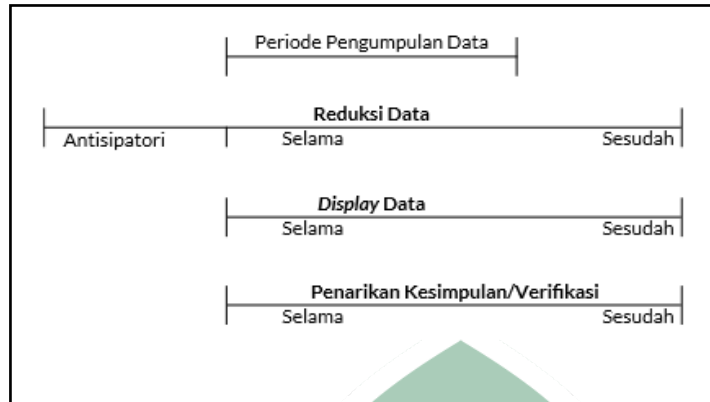 Periode Pengumpulan Data
Reduksi Data
Antisipatori Selama Sesudah
Display Data
Selama Sesudah
Penarikan Kesimpulan/Verifikasi
Selama Sesudah